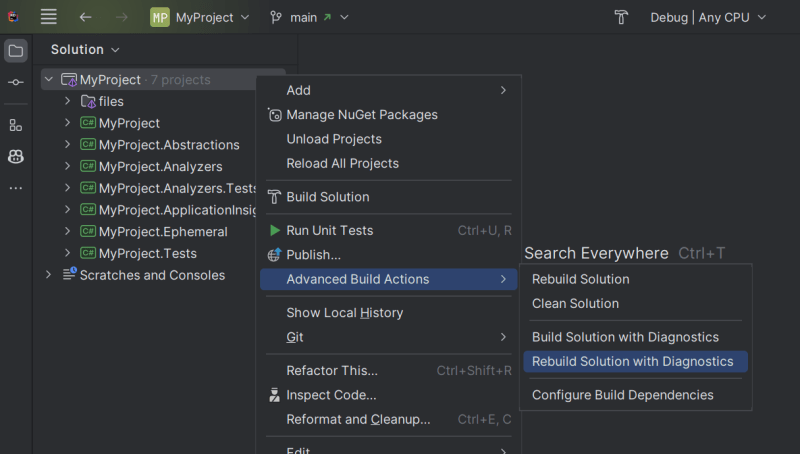 MP MyProject main Debug | Any CPU
Solution
MyProject · 7 projects
files
C# MyProject
C# MyProject.Abstractions
C# MyProject.Analyzers
C# MyProject.Analyzers.Tests
C# MyProject.ApplicationInsig
C# MyProject.Ephemeral
C# MyProject.Tests
Scratches and Consoles
Add
Manage NuGet Packages
Unload Projects
Reload All Projects
Build Solution
Run Unit Tests Ctrl+U, R
Publish...
Advanced Build Actions
Show Local History
Git
Refactor This... Ctrl+Shift+R
Inspect Code...
Reformat and Cleanup... Ctrl+E, C
Edit
Search Everywhere Ctrl+T
Rebuild Solution
Clean Solution
Build Solution with Diagnostics
Rebuild Solution with Diagnostics
Configure Build Dependencies